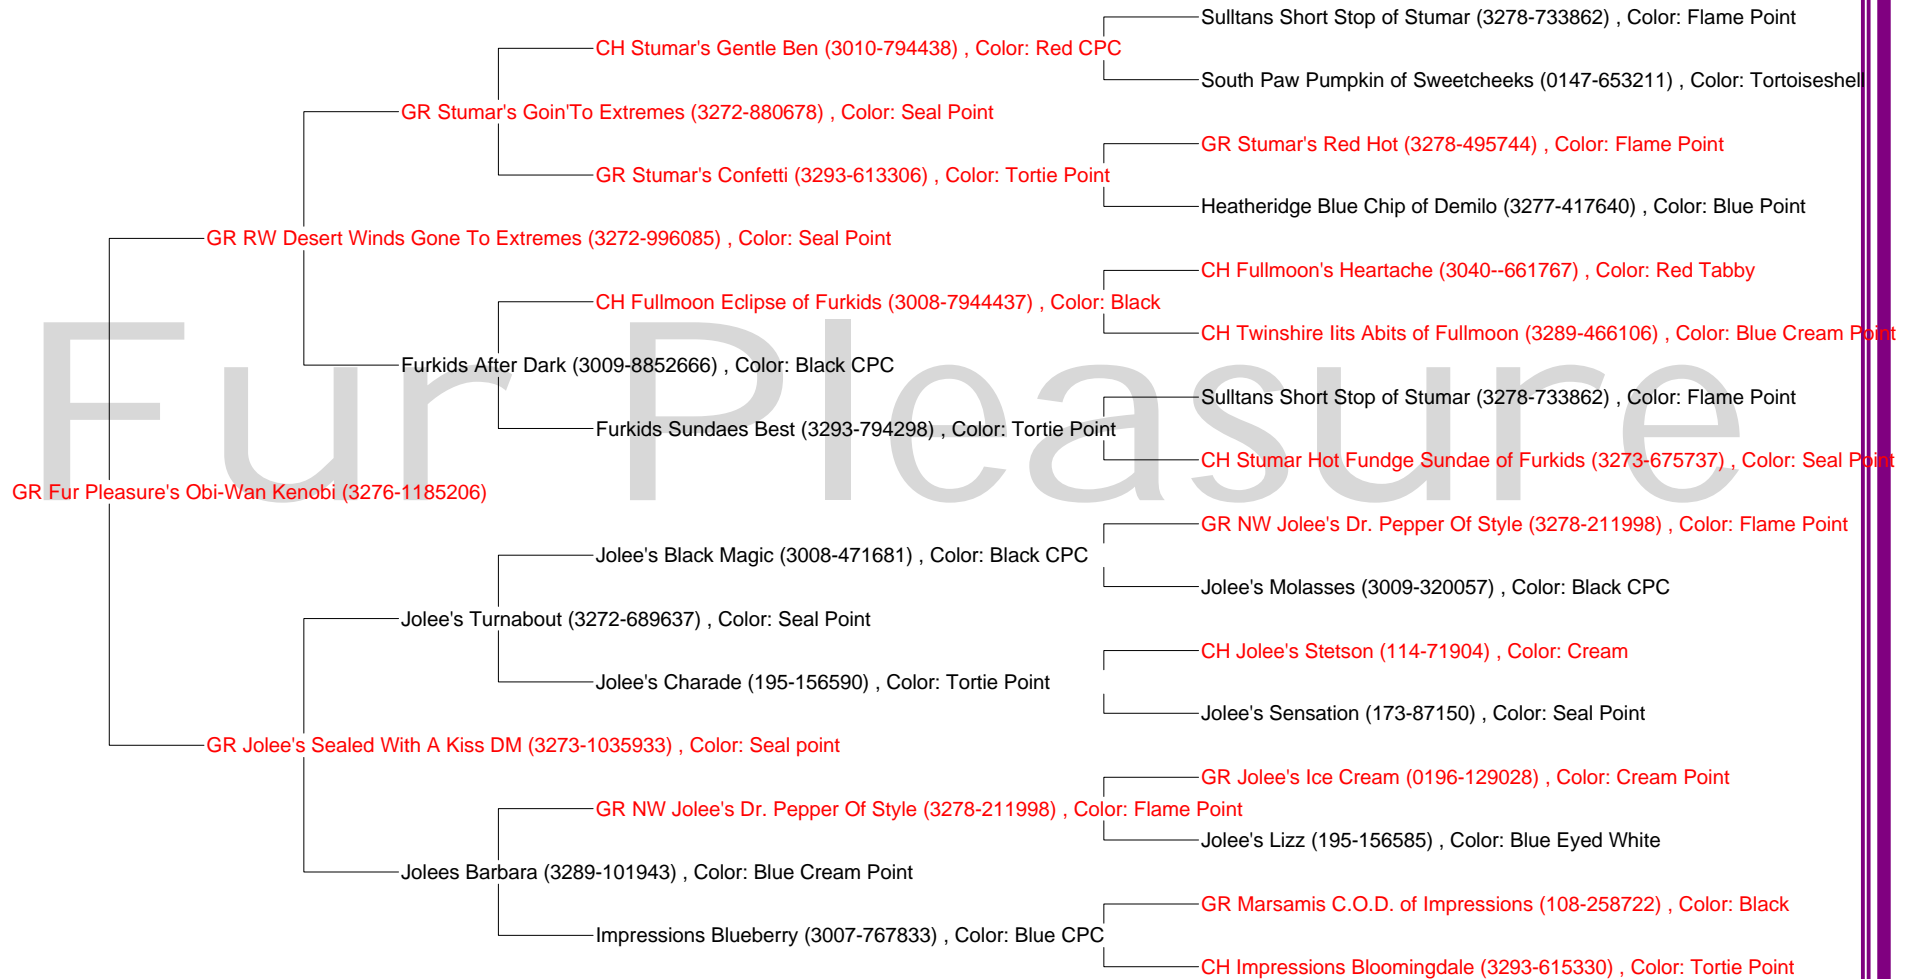 Sulltans Short Stop of Stumar (3278-733862) , Color: Flame Point
CH Stumar's Gentle Ben (3010-794438) , Color: Red CPC
South Paw Pumpkin of Sweetcheeks (0147-653211) , Color: Tortoiseshell
GR Stumar's Goin'To Extremes (3272-880678) , Color: Seal Point
GR Stumar's Red Hot (3278-495744) , Color: Flame Point
GR Stumar's Confetti (3293-613306) , Color: Tortie Point
Heatheridge Blue Chip of Demilo (3277-417640) , Color: Blue Point
GR RW Desert Winds Gone To Extremes (3272-996085) , Color: Seal Point
CH Fullmoon's Heartache (3040--661767) , Color: Red Tabby
CH Fullmoon Eclipse of Furkids (3008-7944437) , Color: Black
CH Twinshire Iits Abits of Fullmoon (3289-466106) , Color: Blue Cream Point
Furkids After Dark (3009-8852666) , Color: Black CPC
Sulltans Short Stop of Stumar (3278-733862) , Color: Flame Point
Fur Pleasure
Furkids Sundaes Best (3293-794298) , Color: Tortie Point
CH Stumar Hot Fundge Sundae of Furkids (3273-675737) , Color: Seal Point
GR Fur Pleasure's Obi-Wan Kenobi (3276-1185206)
GR NW Jolee's Dr. Pepper Of Style (3278-211998) , Color: Flame Point
Jolee's Black Magic (3008-471681) , Color: Black CPC
Jolee's Molasses (3009-320057) , Color: Black CPC
Jolee's Turnabout (3272-689637) , Color: Seal Point
CH Jolee's Stetson (114-71904) , Color: Cream
Jolee's Charade (195-156590) , Color: Tortie Point
Jolee's Sensation (173-87150) , Color: Seal Point
GR Jolee's Sealed With A Kiss DM (3273-1035933) , Color: Seal point
GR Jolee's Ice Cream (0196-129028) , Color: Cream Point
GR NW Jolee's Dr. Pepper Of Style (3278-211998) , Color: Flame Point
Jolee's Lizz (195-156585) , Color: Blue Eyed White
Jolees Barbara (3289-101943) , Color: Blue Cream Point
GR Marsamis C.O.D. of Impressions (108-258722) , Color: Black
Impressions Blueberry (3007-767833) , Color: Blue CPC
CH Impressions Bloomingdale (3293-615330) , Color: Tortie Point